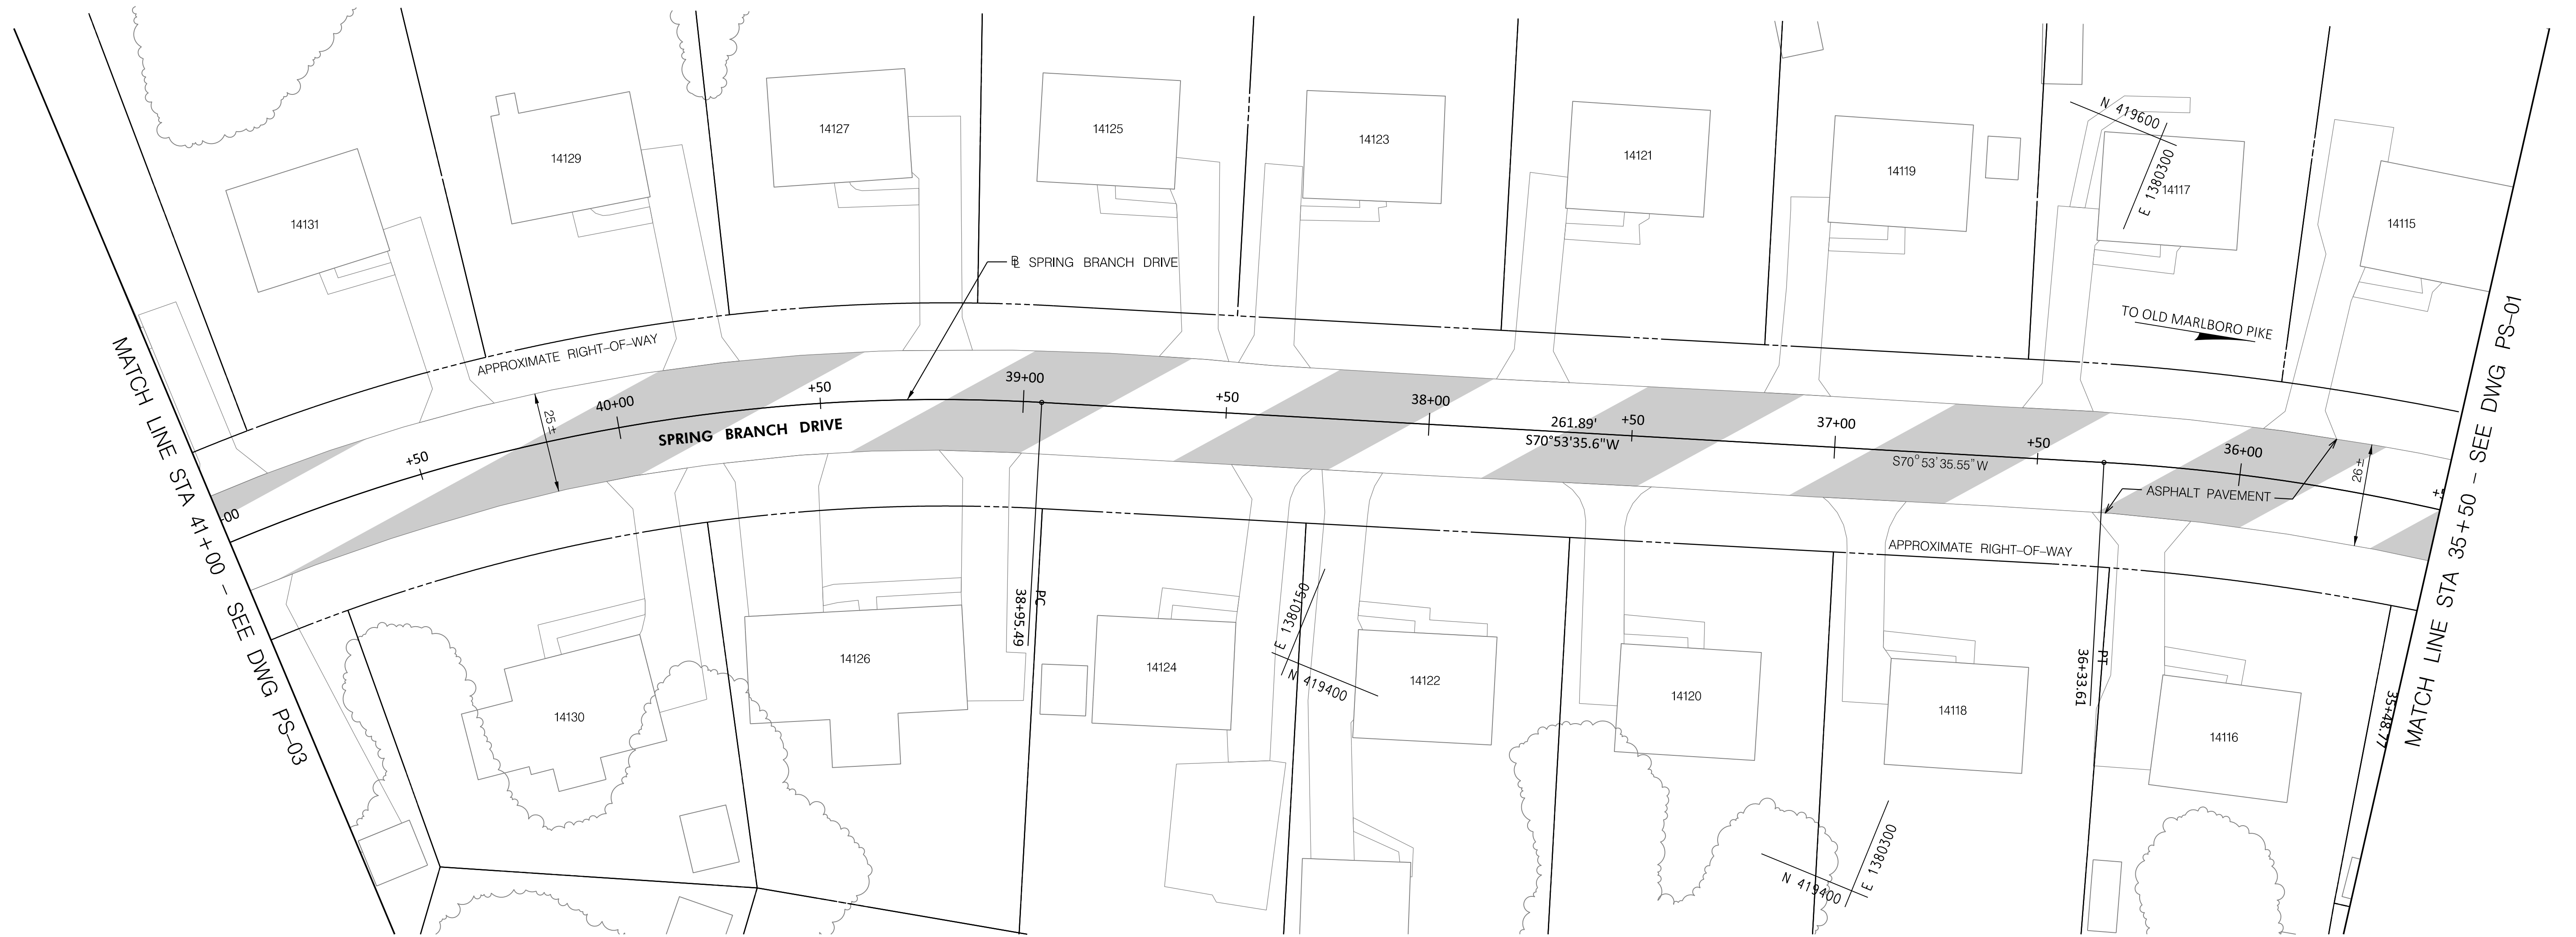 14131
14129
14127
14125
14123
14121
14119
N 419600
E 1380300
14117
14115
℄ SPRING BRANCH DRIVE
TO OLD MARLBORO PIKE
APPROXIMATE RIGHT-OF-WAY
MATCH LINE STA 41+00 - SEE DWG PS-03
-00
+50
40+00
25±
+50
SPRING BRANCH DRIVE
39+00
+50
38+00
261.89'
S70°53'35.6"W
+50
37+00
S70°53'35.55"W
+50
36+00
26±
ASPHALT PAVEMENT
MATCH LINE STA 35+50 - SEE DWG PS-01
APPROXIMATE RIGHT-OF-WAY
38+95.49
PC
36+33.61
PT
35+48.77
14130
14126
14124
E 1380150
N 419400
14122
14120
14118
14116
N 419400
E 1380300